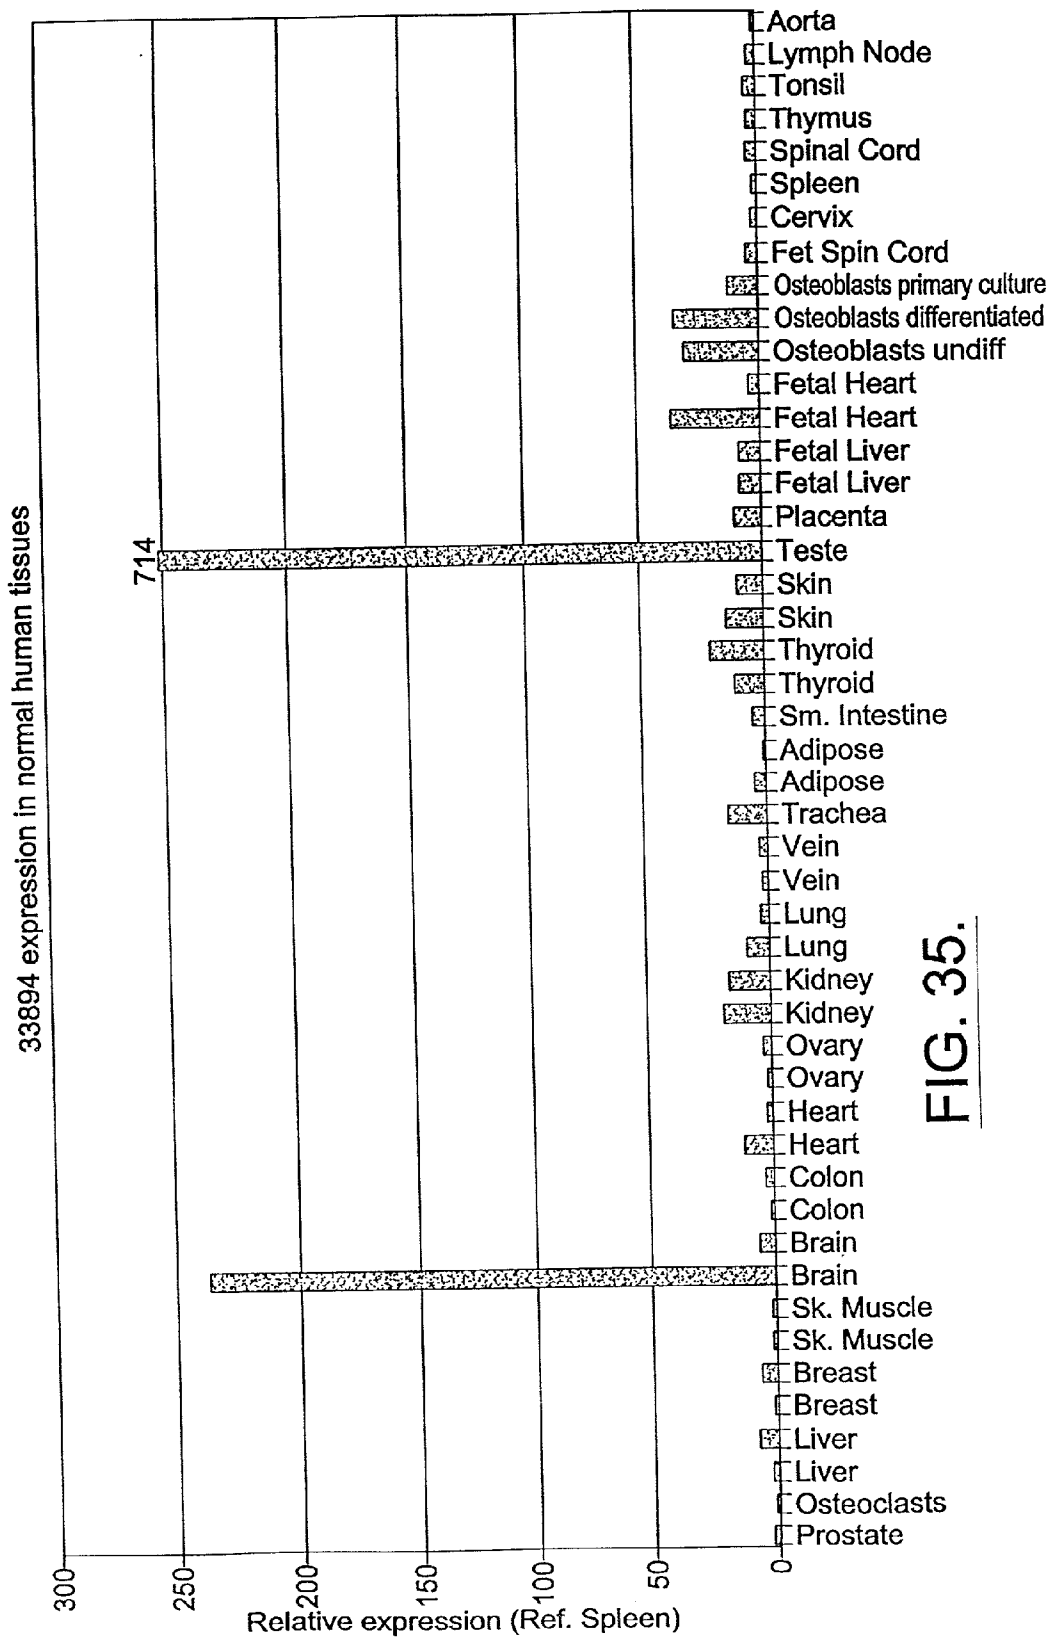 33894 expression in normal human tissues
Relative expression (Ref. Spleen)
300
250
200
150
100
50
0
714
Prostate
Osteoclasts
Liver
Liver
Breast
Breast
Sk. Muscle
Sk. Muscle
Brain
Brain
Colon
Colon
Heart
Heart
Ovary
Ovary
Kidney
Kidney
Lung
Lung
Vein
Vein
Trachea
Adipose
Adipose
Sm. Intestine
Thyroid
Thyroid
Skin
Skin
Teste
Placenta
Fetal Liver
Fetal Liver
Fetal Heart
Fetal Heart
Osteoblasts undiff
Osteoblasts differentiated
Osteoblasts primary culture
Fet Spin Cord
Cervix
Spleen
Spinal Cord
Thymus
Tonsil
Lymph Node
Aorta
FIG. 35.